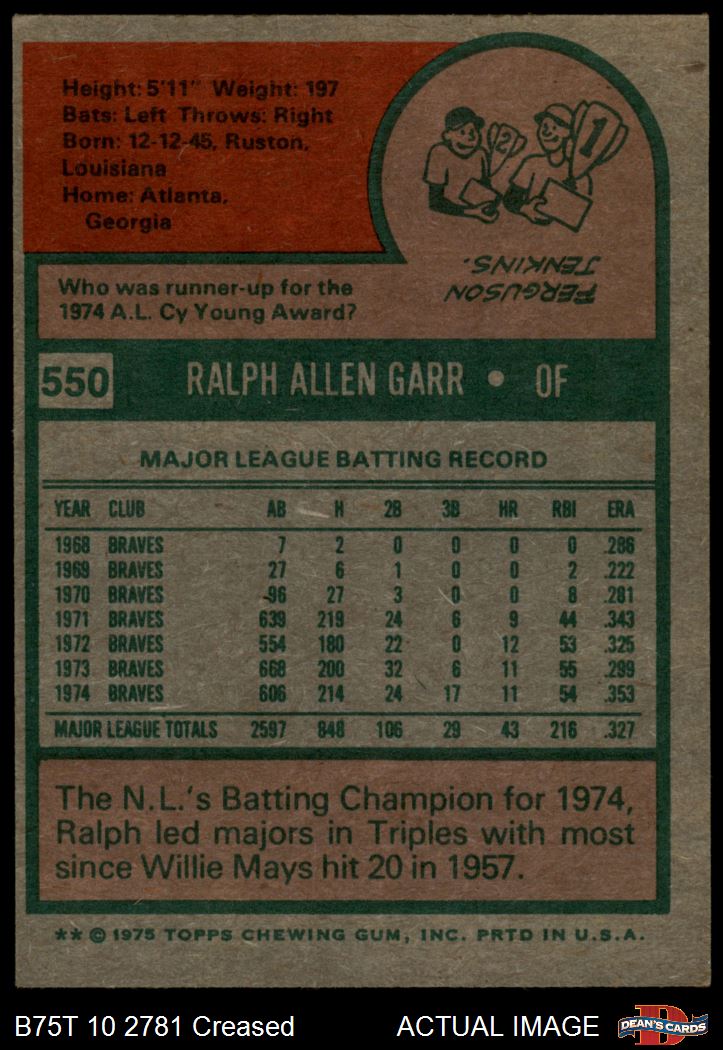 Height: 5'11" Weight: 197
Bats: Left Throws: Right
Born: 12-12-45, Ruston,
Louisiana
Home: Atlanta,
Georgia
2 1
Who was runner-up for the
1974 A.L. Cy Young Award?
FERGUSON
JENKINS.
550 RALPH ALLEN GARR • OF
MAJOR LEAGUE BATTING RECORD
YEAR CLUB AB H 2B 3B HR RBI ERA
1968 BRAVES 7 2 0 0 0 0 .286
1969 BRAVES 27 6 1 0 0 2 .222
1970 BRAVES 96 27 3 0 0 8 .281
1971 BRAVES 639 219 24 6 9 44 .343
1972 BRAVES 554 180 22 0 12 53 .325
1973 BRAVES 668 200 32 6 11 55 .299
1974 BRAVES 606 214 24 17 11 54 .353
MAJOR LEAGUE TOTALS 2597 848 106 29 43 216 .327
The N.L.'s Batting Champion for 1974,
Ralph led majors in Triples with most
since Willie Mays hit 20 in 1957.
** © 1975 TOPPS CHEWING GUM, INC. PRTD IN U.S.A.
B75T 10 2781 Creased ACTUAL IMAGE
D
DEAN'S CARDS